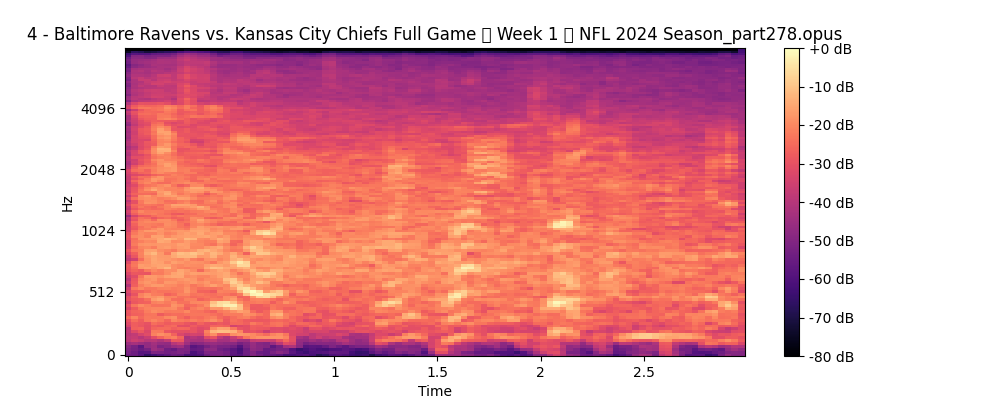 4 - Baltimore Ravens vs. Kansas City Chiefs Full Game ▯ Week 1 ▯ NFL 2024 Season_part278.opus
+0 dB
-10 dB
-20 dB
-30 dB
-40 dB
-50 dB
-60 dB
-70 dB
-80 dB
Hz
4096
2048
1024
512
0
0
0.5
1
1.5
2
2.5
Time